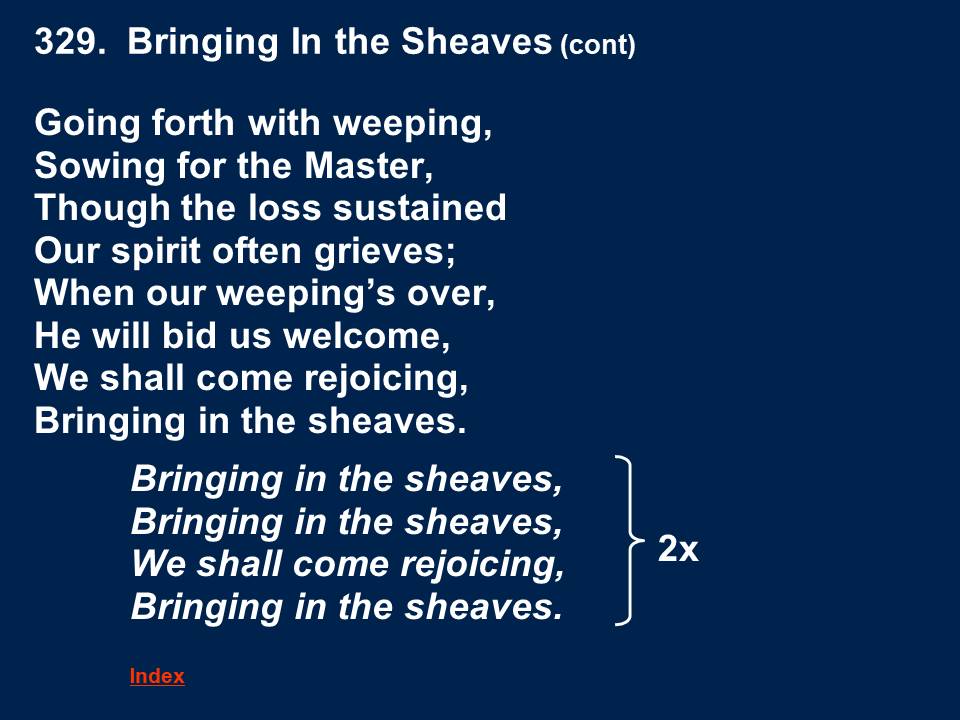 329. Bringing In the Sheaves (cont)
Going forth with weeping,
Sowing for the Master,
Though the loss sustained
Our spirit often grieves;
When our weeping’s over,
He will bid us welcome,
We shall come rejoicing,
Bringing in the sheaves.
Bringing in the sheaves,
Bringing in the sheaves,
We shall come rejoicing,
Bringing in the sheaves.
2x
Index